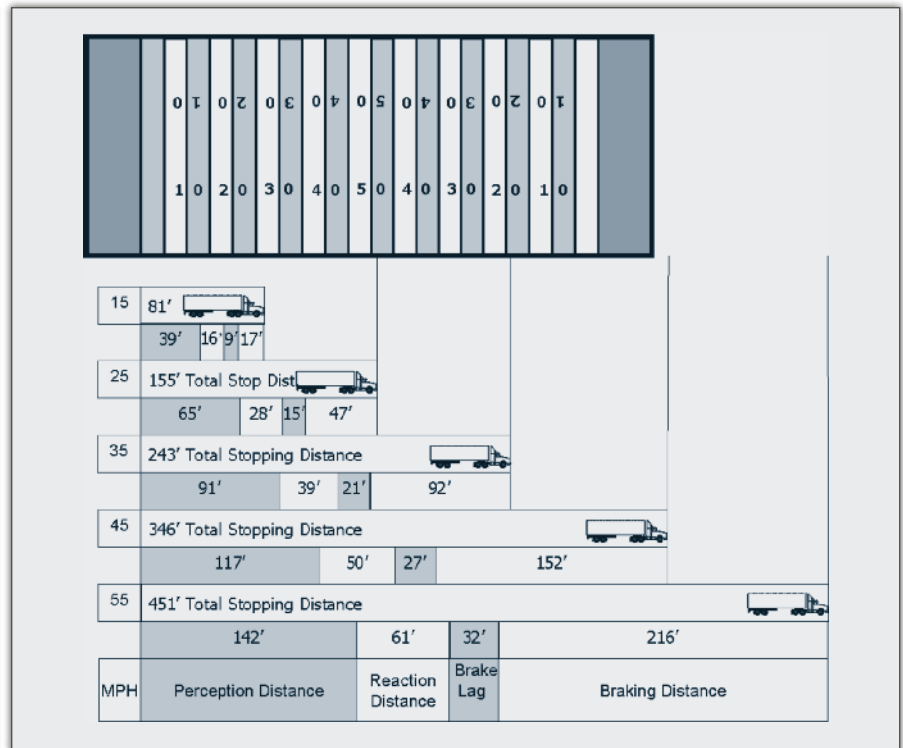 0 1 0 2 0 3 0 4 0 5 0 4 0 3 0 2 0 1
1 0 2 0 3 0 4 0 5 0 4 0 3 0 2 0 1 0
15 81'
39' 16' 9' 17'
25 155' Total Stop Dist
65' 28' 15' 47'
35 243' Total Stopping Distance
91' 39' 21' 92'
45 346' Total Stopping Distance
117' 50' 27' 152'
55 451' Total Stopping Distance
142' 61' 32' 216'
MPH Perception Distance Reaction Distance Brake Lag Braking Distance